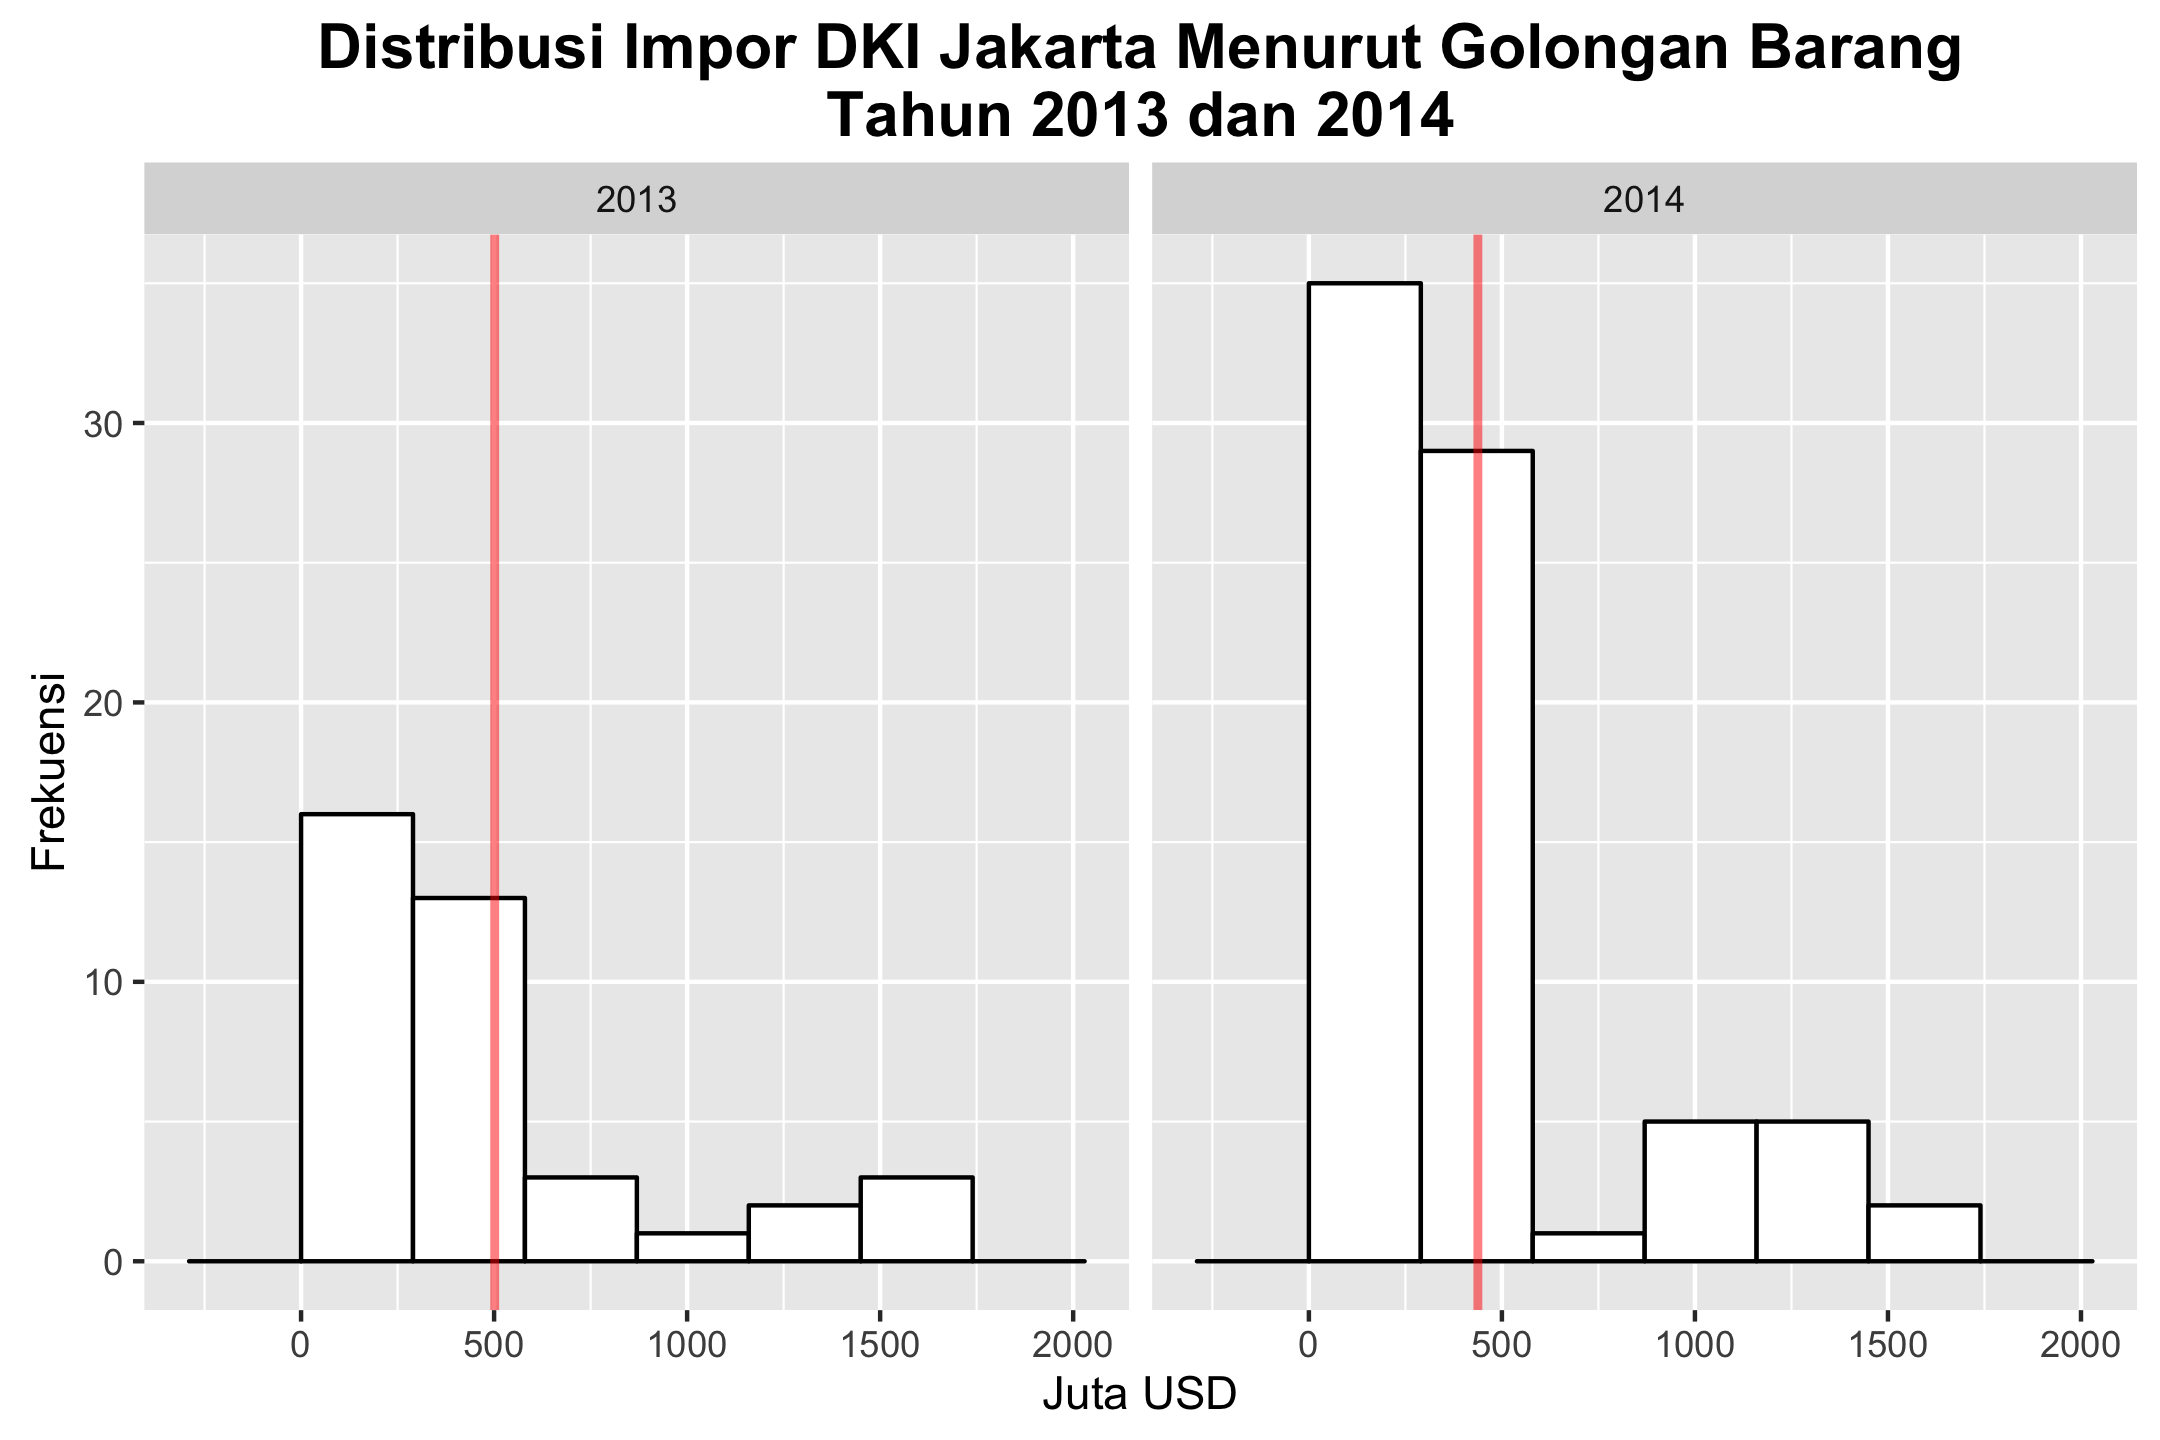 Distribusi Impor DKI Jakarta Menurut Golongan Barang
Tahun 2013 dan 2014
2013
2014
Frekuensi
30
20
10
0
0 500 1000 1500 2000
0 500 1000 1500 2000
Juta USD